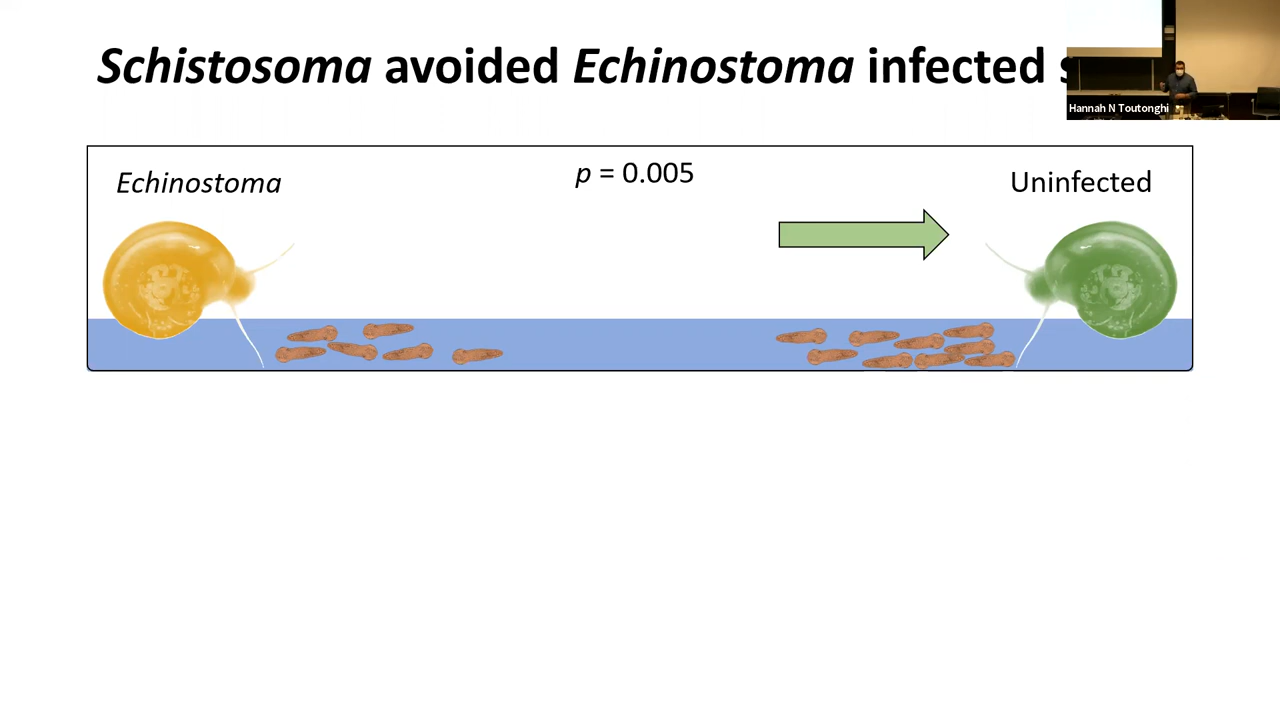 Schistosoma avoided Echinostoma infected
Hannah N Toutonghi
Echinostoma
p = 0.005
Uninfected